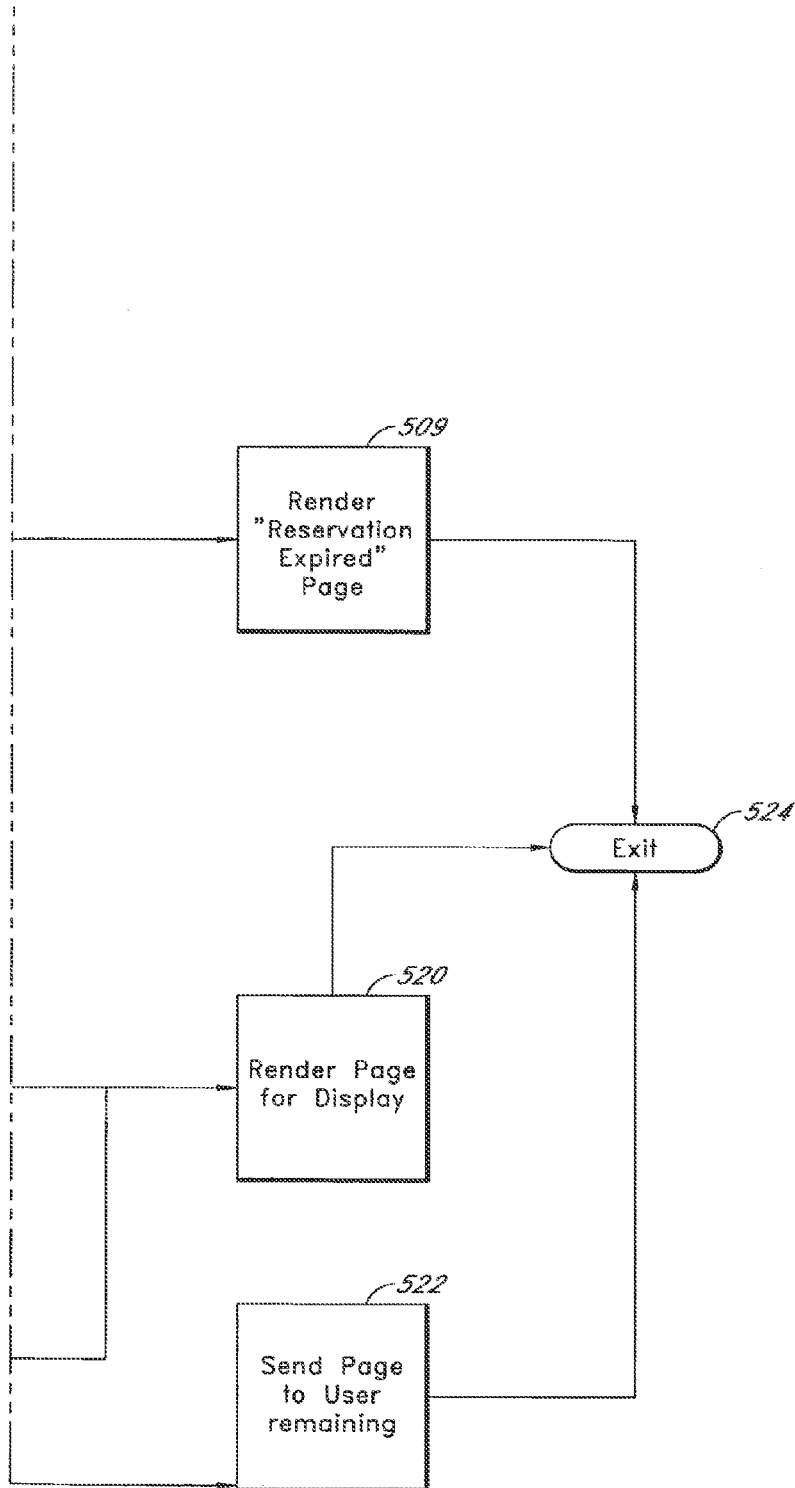 509
Render
"Reservation
Expired"
Page
524
Exit
520
Render Page
for Display
522
Send Page
to User
remaining